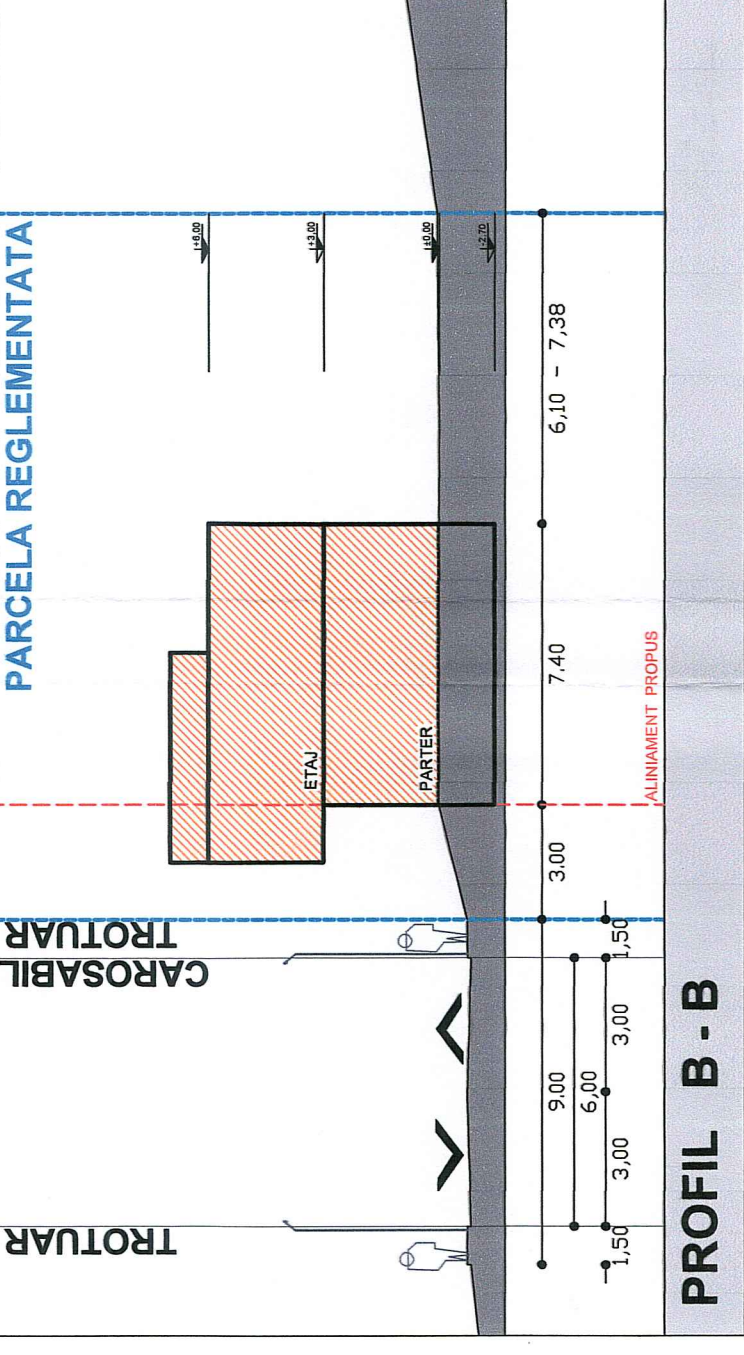 PARCELA REGLEMENTATA
TROTUAR
CAROSABIL
TROTUAR
+6,00
+3,00
±0,00
-2,70
ETAJ
PARTER
6,10 - 7,38
7,40
3.00
9.00
6,00
1,50
3,00
3,00
1,50
ALINIAMENT PROPUS
PROFIL B - B